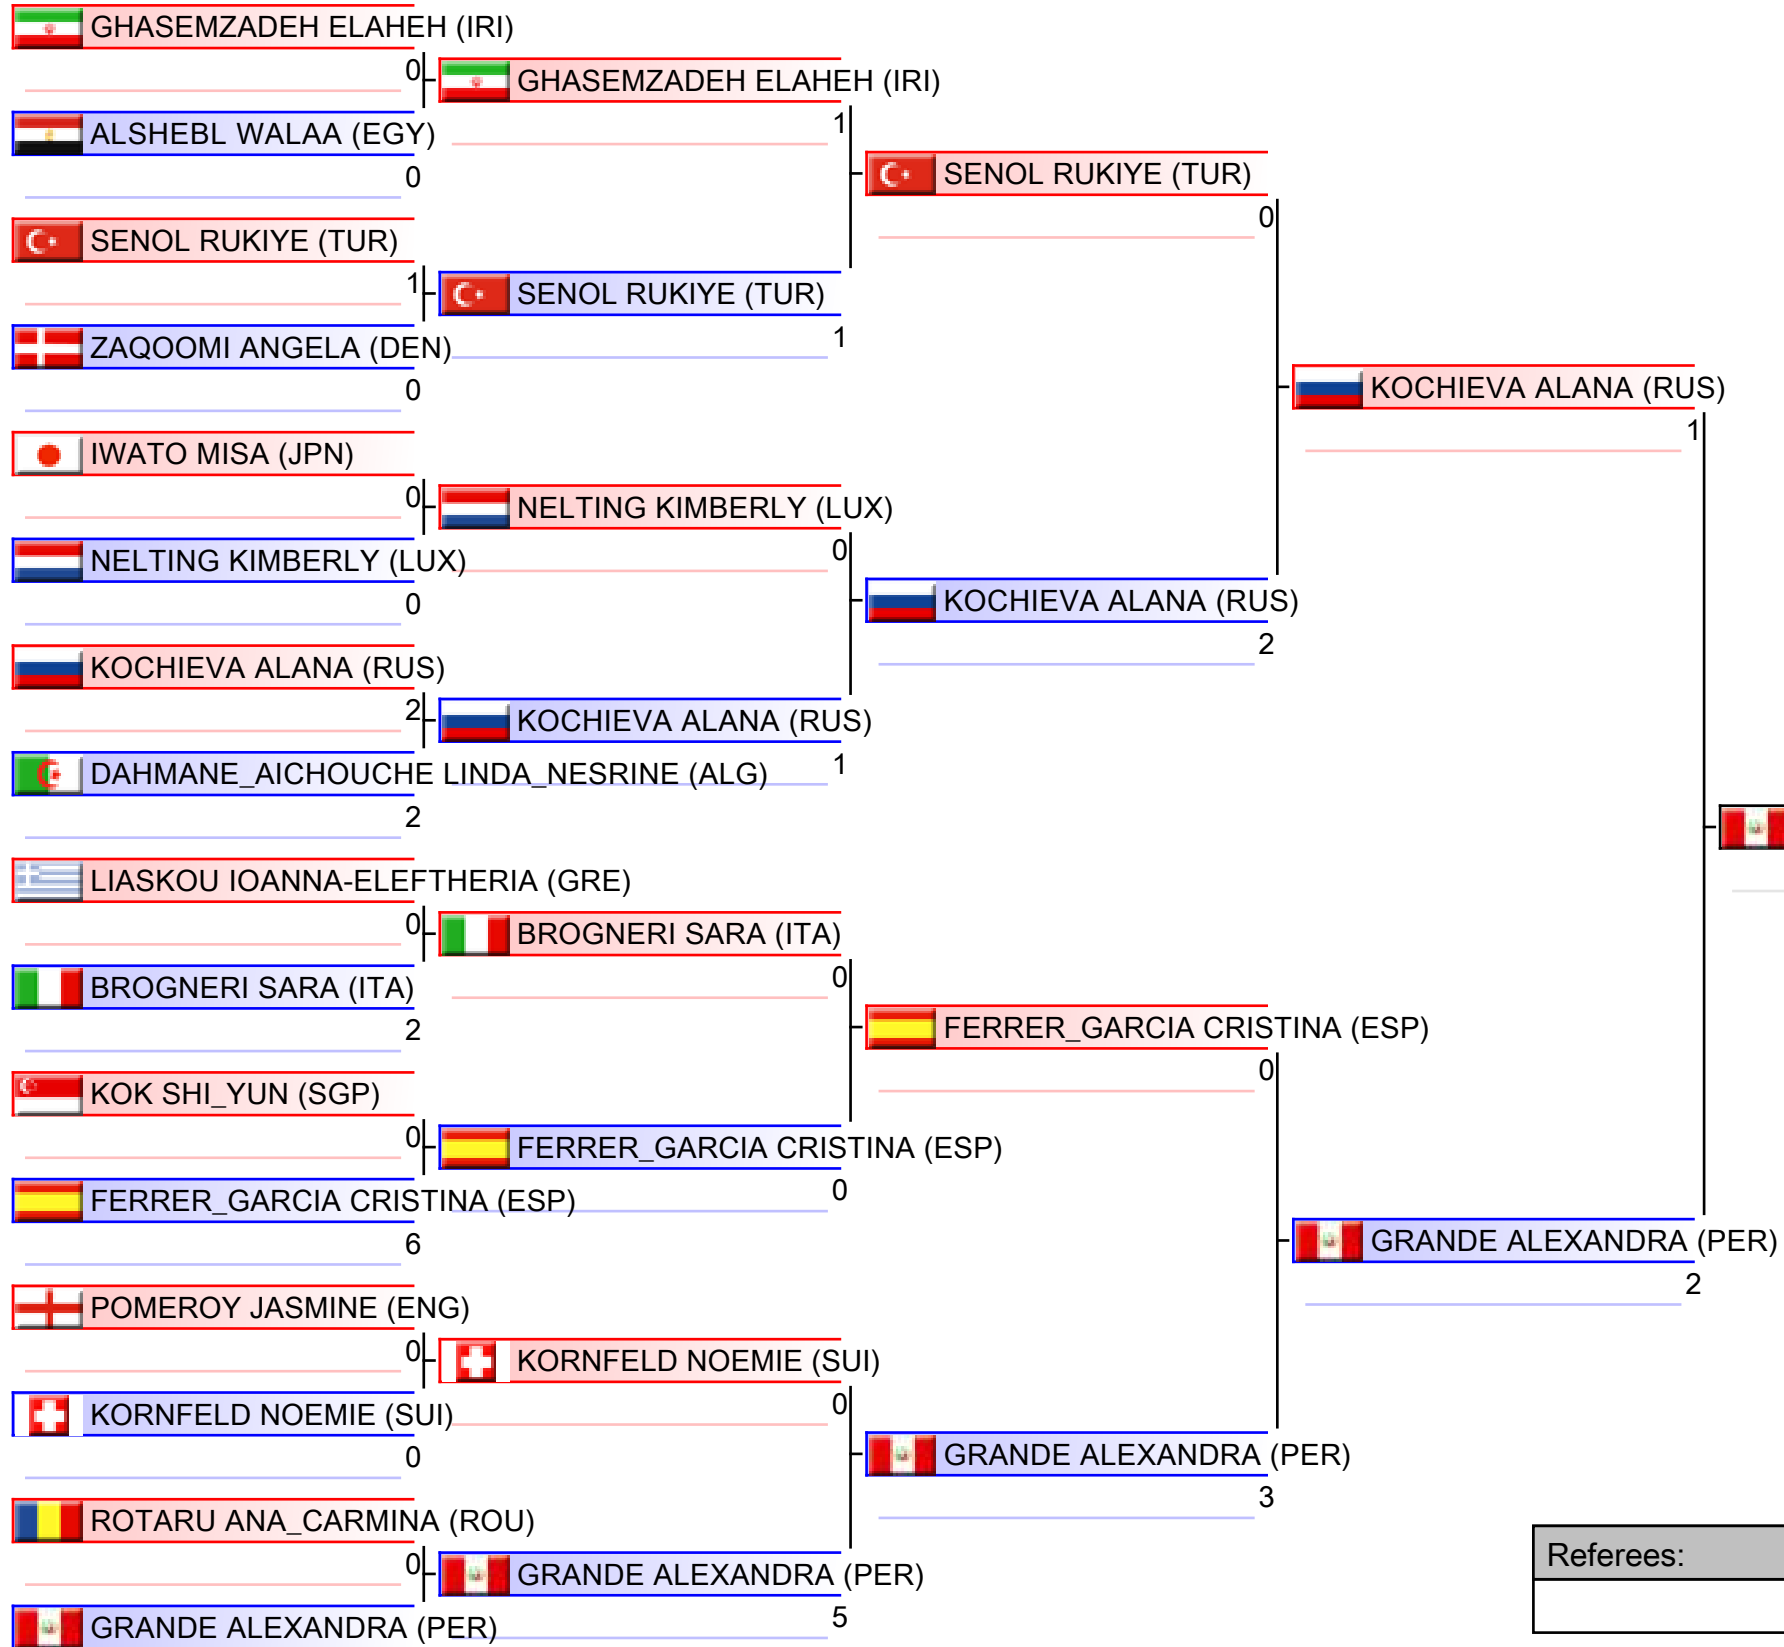 GHASEMZADEH ELAHEH (IRI)
0
GHASEMZADEH ELAHEH (IRI)
1
ALSHEBL WALAA (EGY)
0
SENOL RUKIYE (TUR)
0
SENOL RUKIYE (TUR)
1
SENOL RUKIYE (TUR)
1
ZAQOOMI ANGELA (DEN)
0
KOCHIEVA ALANA (RUS)
1
IWATO MISA (JPN)
0
NELTING KIMBERLY (LUX)
0
NELTING KIMBERLY (LUX)
0
KOCHIEVA ALANA (RUS)
2
KOCHIEVA ALANA (RUS)
2
KOCHIEVA ALANA (RUS)
1
DAHMANE_AICHOUCHE LINDA_NESRINE (ALG)
2
LIASKOU IOANNA-ELEFTHERIA (GRE)
0
BROGNERI SARA (ITA)
0
BROGNERI SARA (ITA)
2
FERRER_GARCIA CRISTINA (ESP)
0
KOK SHI_YUN (SGP)
0
FERRER_GARCIA CRISTINA (ESP)
0
FERRER_GARCIA CRISTINA (ESP)
6
GRANDE ALEXANDRA (PER)
2
POMEROY JASMINE (ENG)
0
KORNFELD NOEMIE (SUI)
0
KORNFELD NOEMIE (SUI)
0
GRANDE ALEXANDRA (PER)
3
ROTARU ANA_CARMINA (ROU)
0
GRANDE ALEXANDRA (PER)
5
GRANDE ALEXANDRA (PER)
Referees: